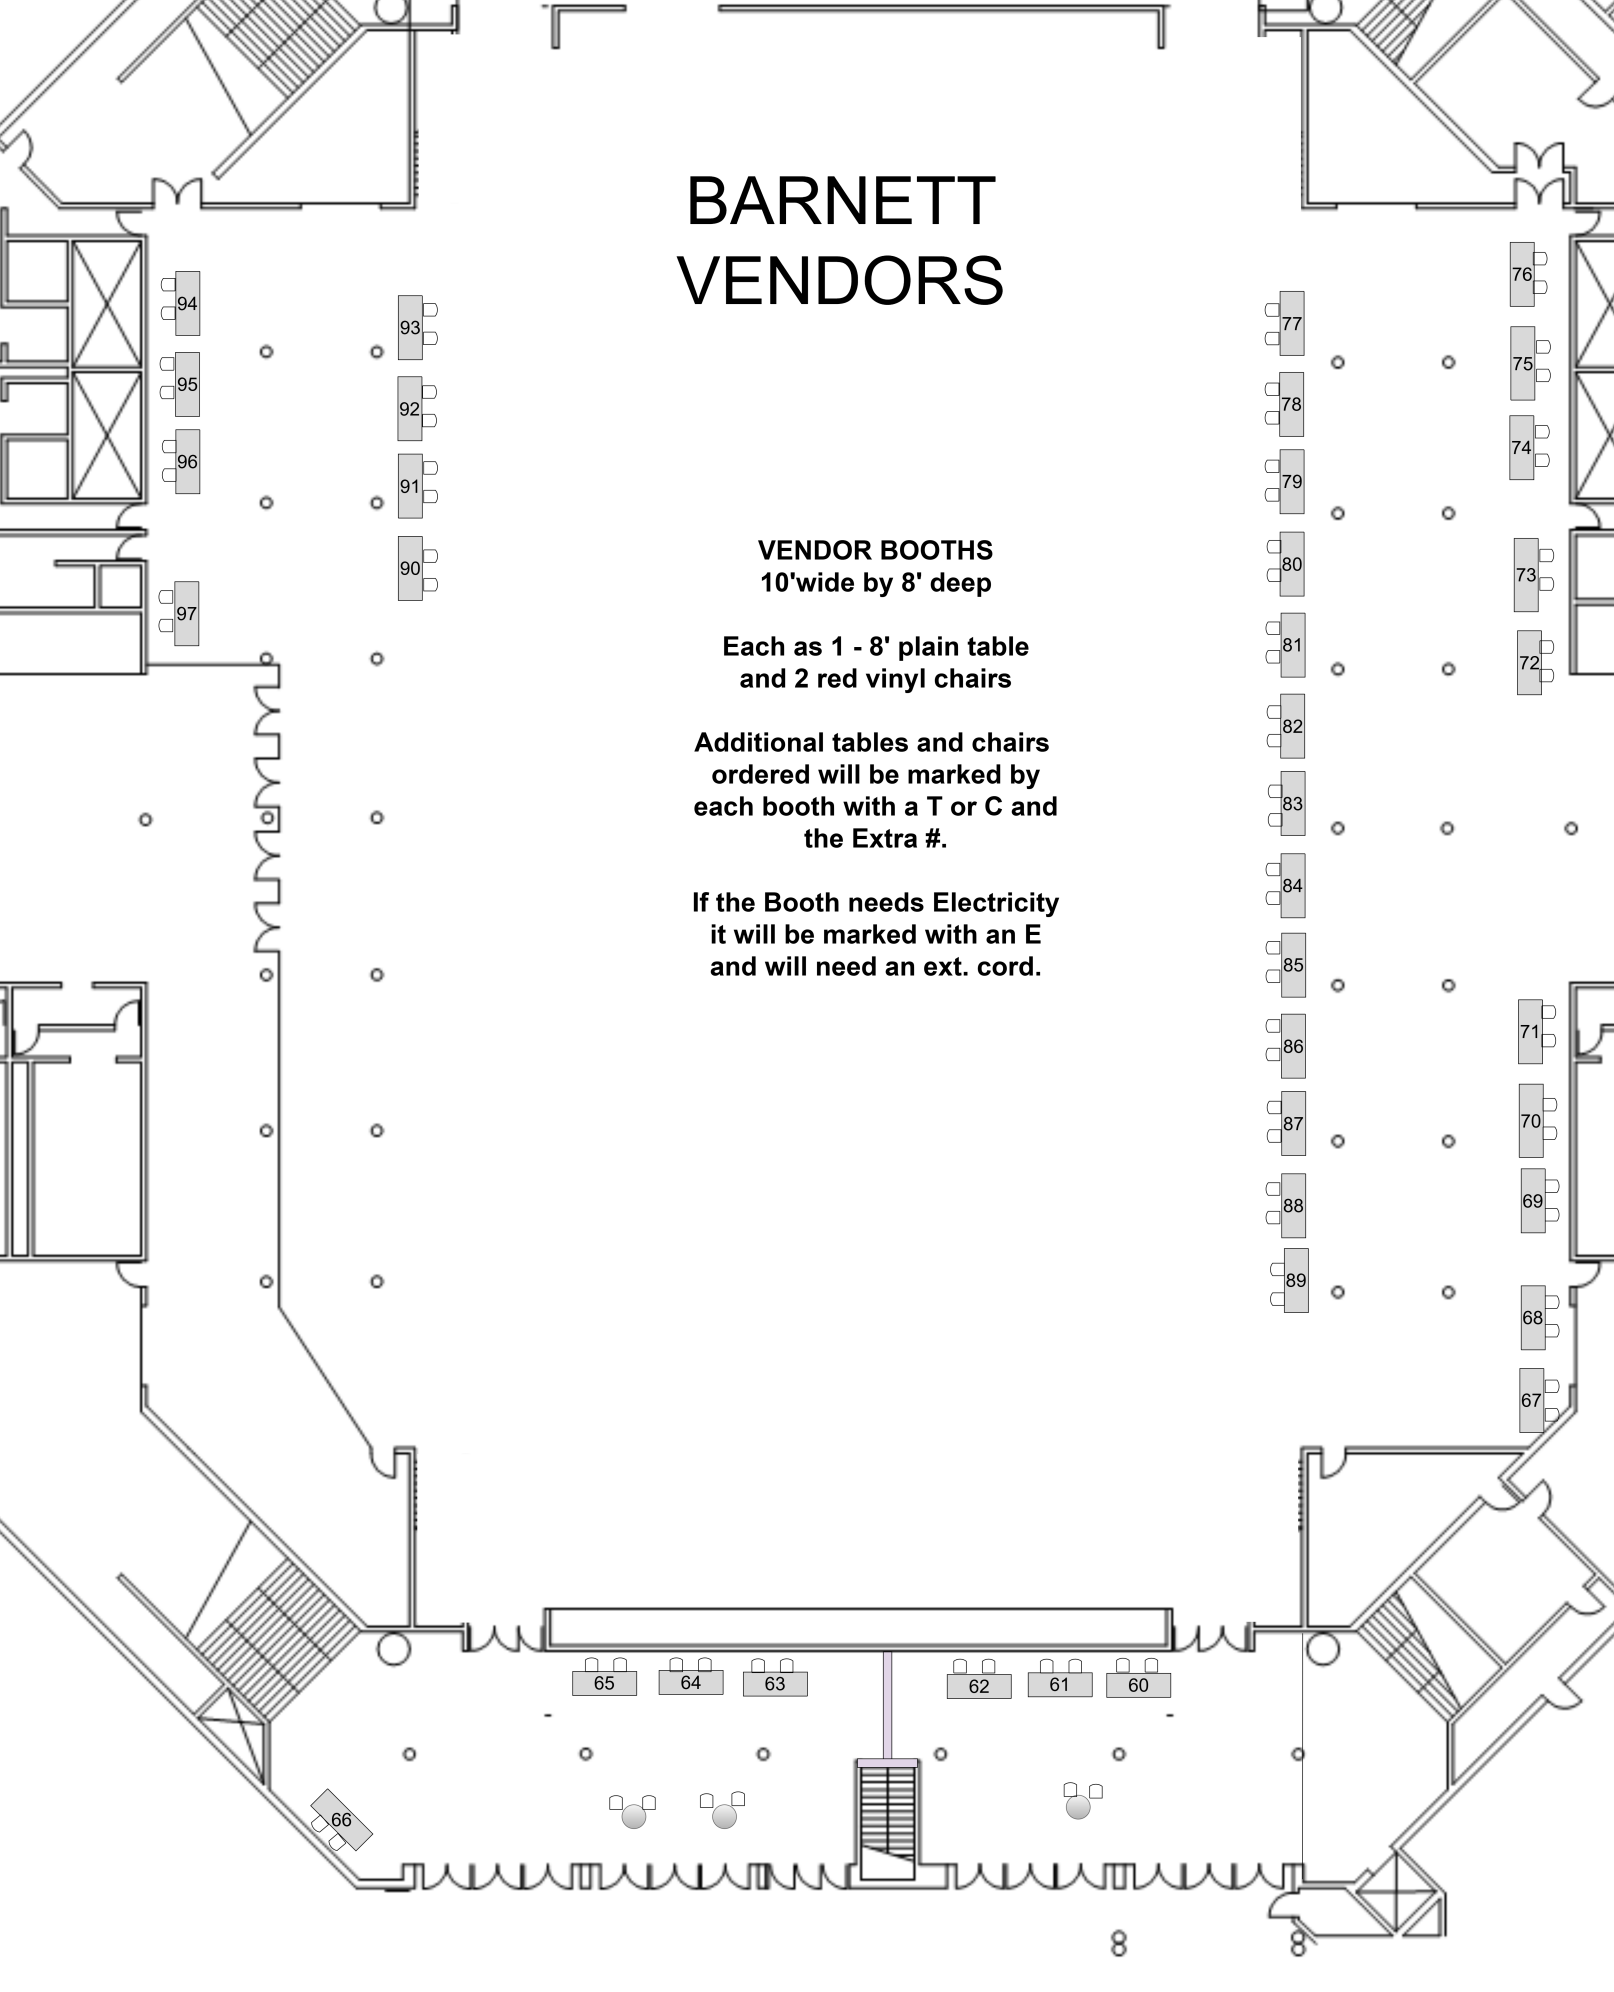 BARNETT
VENDORS
VENDOR BOOTHS
10'wide by 8' deep
Each as 1 - 8' plain table
and 2 red vinyl chairs
Additional tables and chairs
ordered will be marked by
each booth with a T or C and
the Extra #.
If the Booth needs Electricity
it will be marked with an E
and will need an ext. cord.
94
95
96
97
93
92
91
90
77
78
79
80
81
82
83
84
85
86
87
88
89
76
75
74
73
72
71
70
69
68
67
65
64
63
62
61
60
66